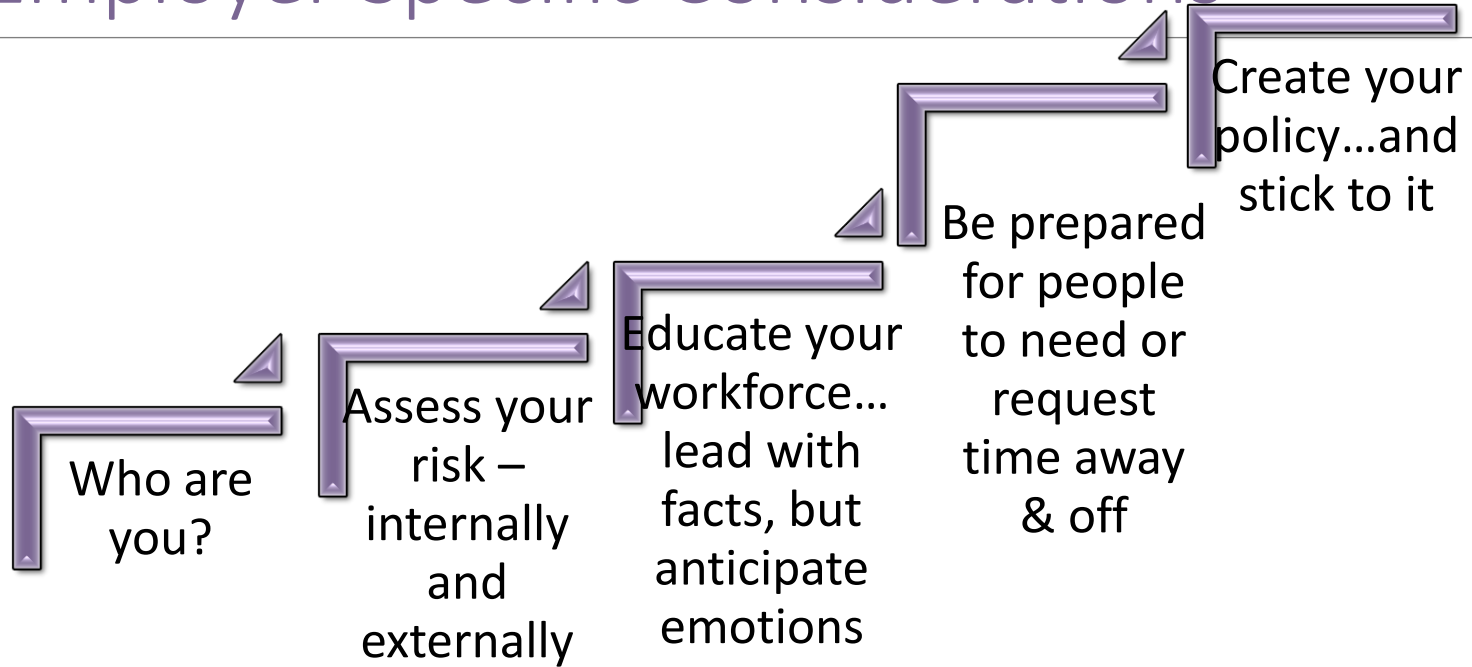 Employer Specific Considerations
Who are
you?
Assess your
risk –
internally
and
externally
Educate your
workforce…
lead with
facts, but
anticipate
emotions
Be prepared
for people
to need or
request
time away
& off
Create your
policy…and
stick to it